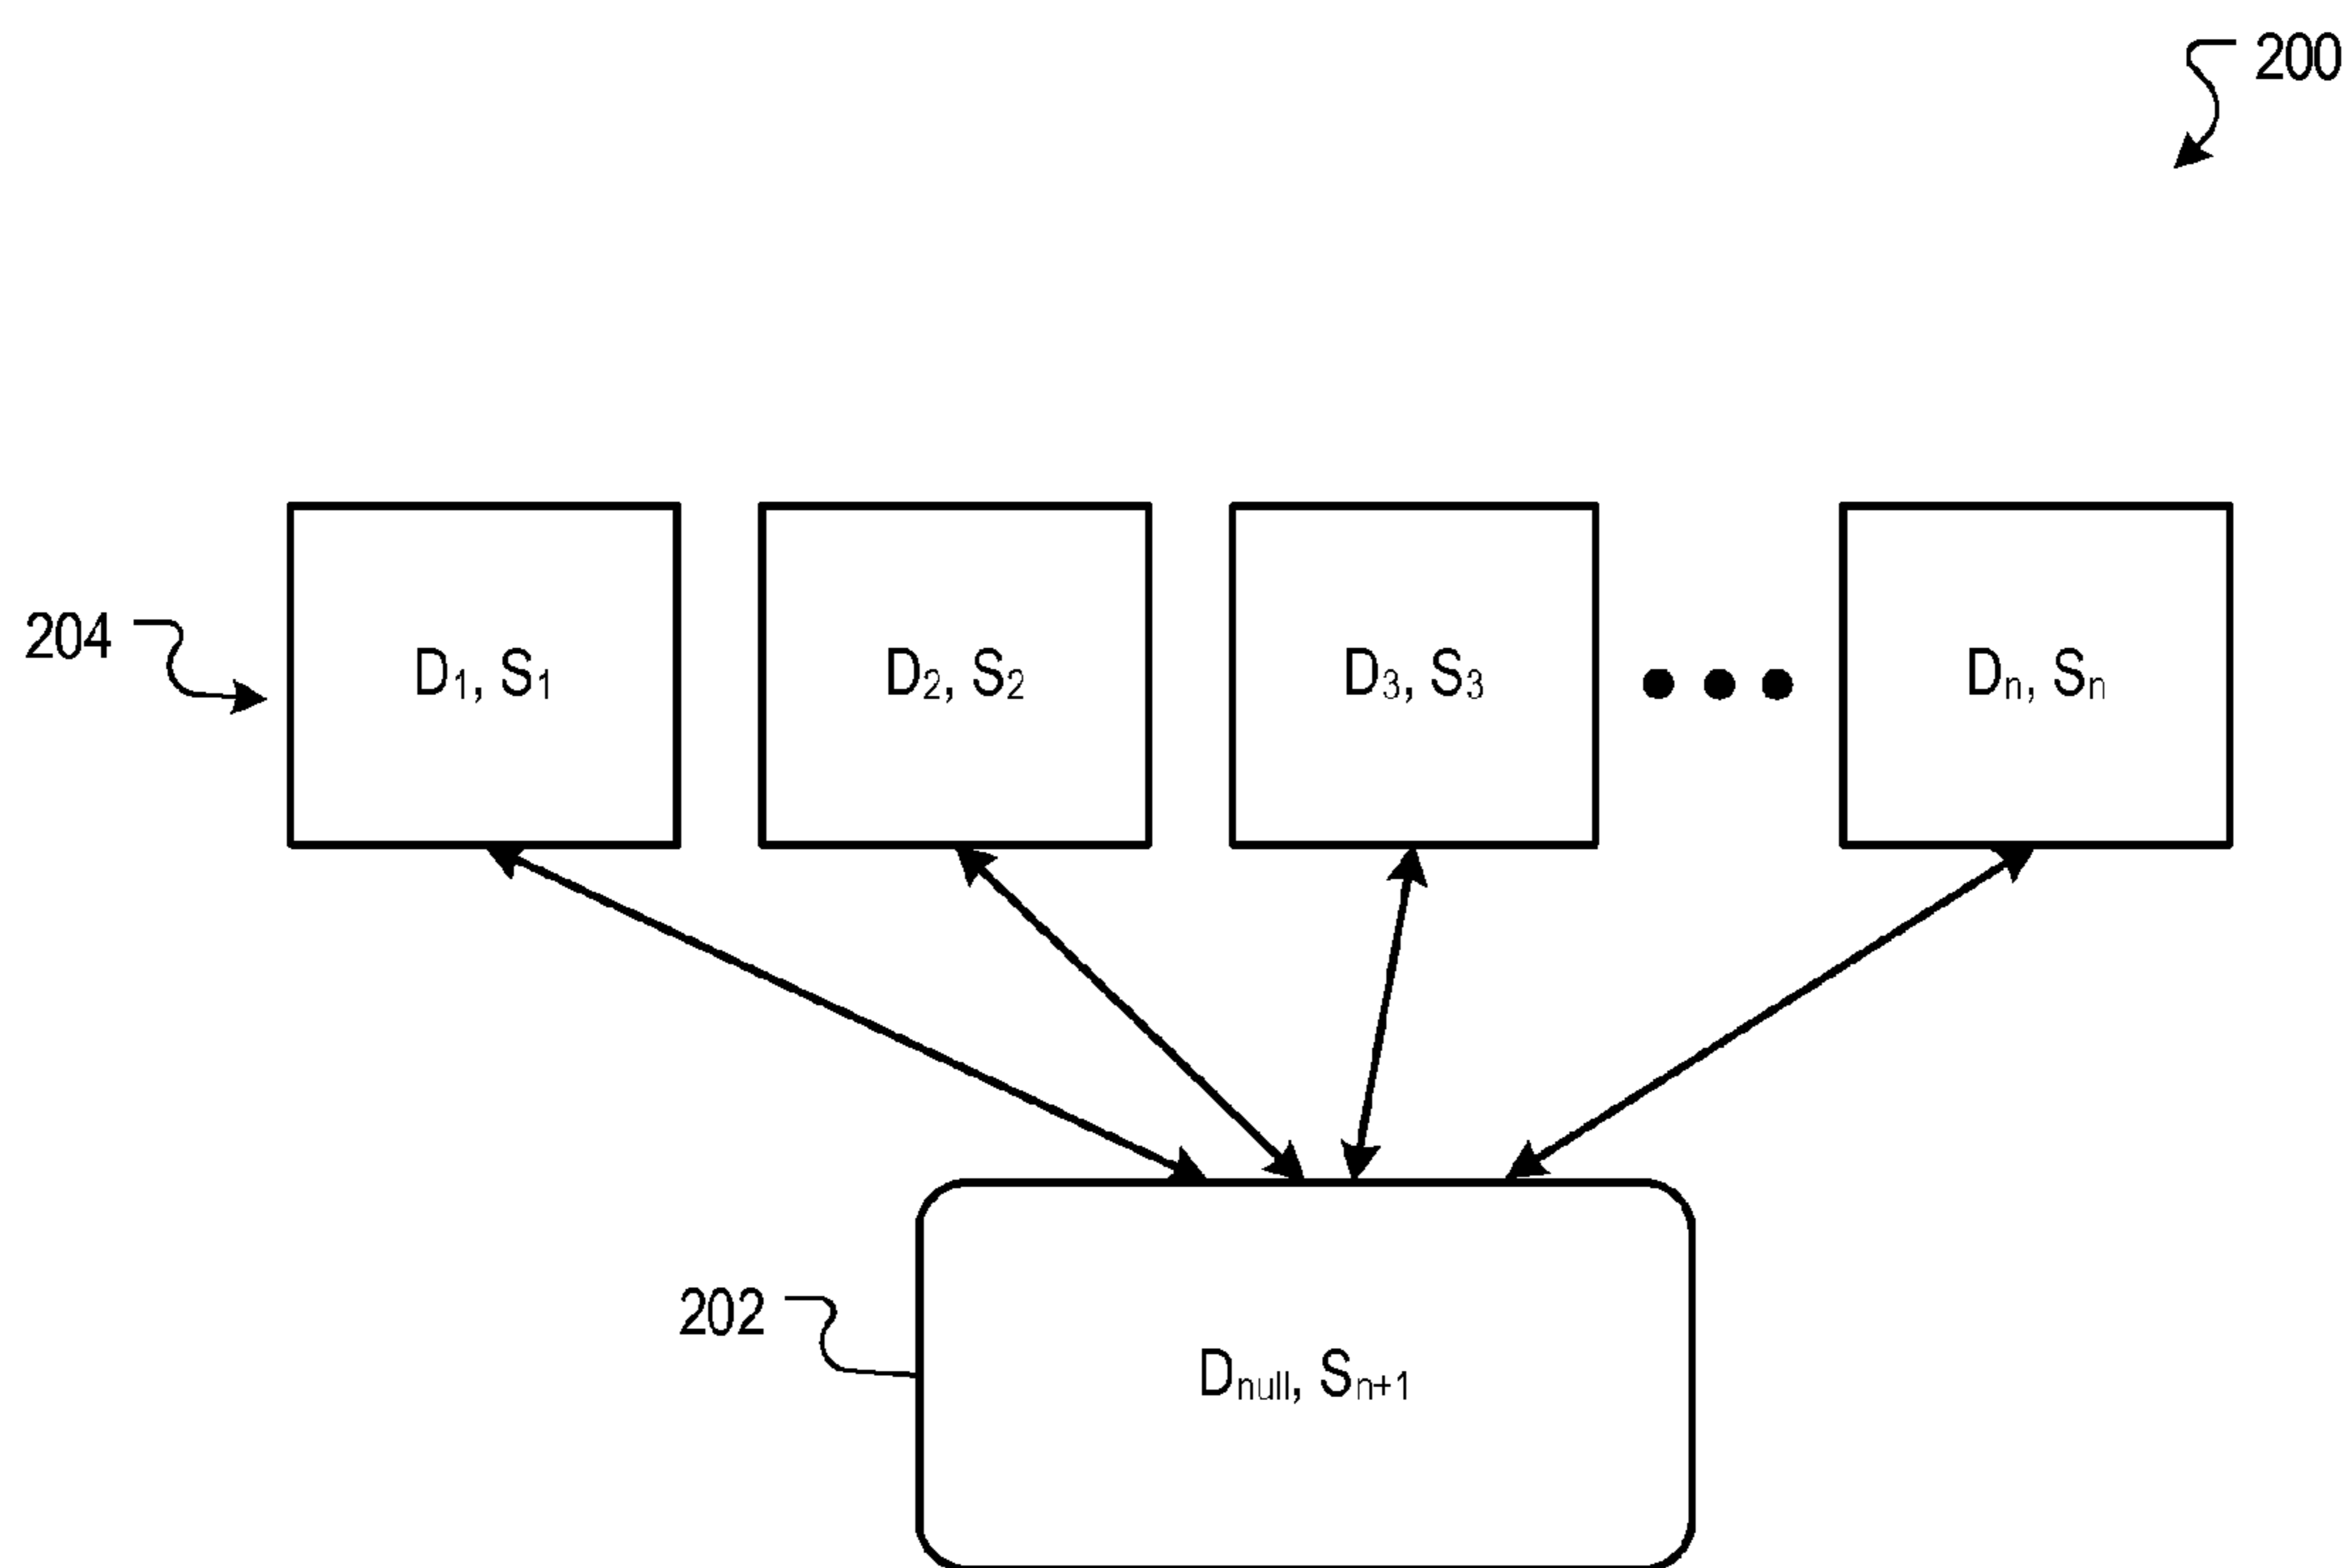 200
204
D₁, S₁
D₂, S₂
D₃, S₃
Dₙ, Sₙ
202
Dₙᵤₗₗ, Sₙ₊₁